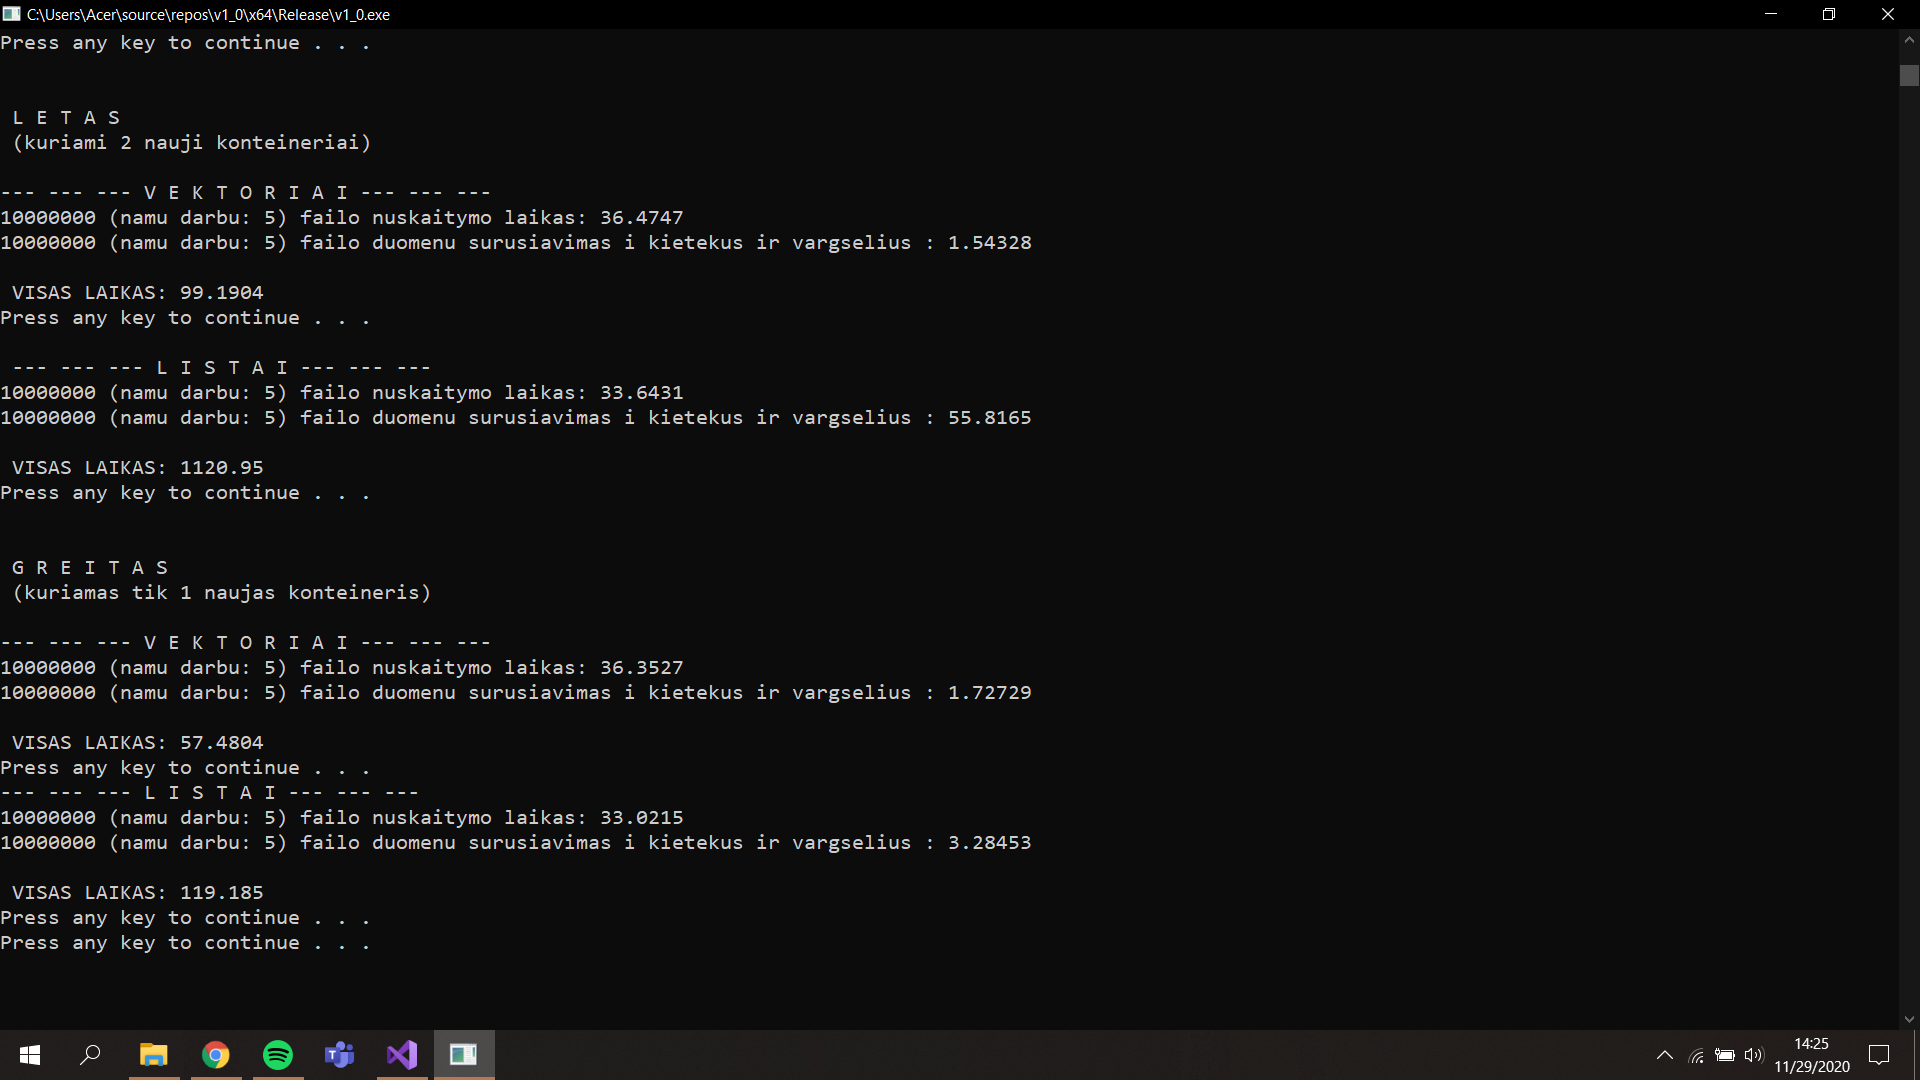 C:\Users\Acer\source\repos\v1_0\x64\Release\v1_0.exe
Press any key to continue . . .
L E T A S
(kuriami 2 nauji konteineriai)
--- --- --- V E K T O R I A I --- --- ---
10000000 (namu darbu: 5) failo nuskaitymo laikas: 36.4747
10000000 (namu darbu: 5) failo duomenu surusiavimas i kietekus ir vargselius : 1.54328
VISAS LAIKAS: 99.1904
Press any key to continue . . .
--- --- --- L I S T A I --- --- ---
10000000 (namu darbu: 5) failo nuskaitymo laikas: 33.6431
10000000 (namu darbu: 5) failo duomenu surusiavimas i kietekus ir vargselius : 55.8165
VISAS LAIKAS: 1120.95
Press any key to continue . . .
G R E I T A S
(kuriamas tik 1 naujas konteineris)
--- --- --- V E K T O R I A I --- --- ---
10000000 (namu darbu: 5) failo nuskaitymo laikas: 36.3527
10000000 (namu darbu: 5) failo duomenu surusiavimas i kietekus ir vargselius : 1.72729
VISAS LAIKAS: 57.4804
Press any key to continue . . .
--- --- --- L I S T A I --- --- ---
10000000 (namu darbu: 5) failo nuskaitymo laikas: 33.0215
10000000 (namu darbu: 5) failo duomenu surusiavimas i kietekus ir vargselius : 3.28453
VISAS LAIKAS: 119.185
Press any key to continue . . .
Press any key to continue . . .
14:25
11/29/2020